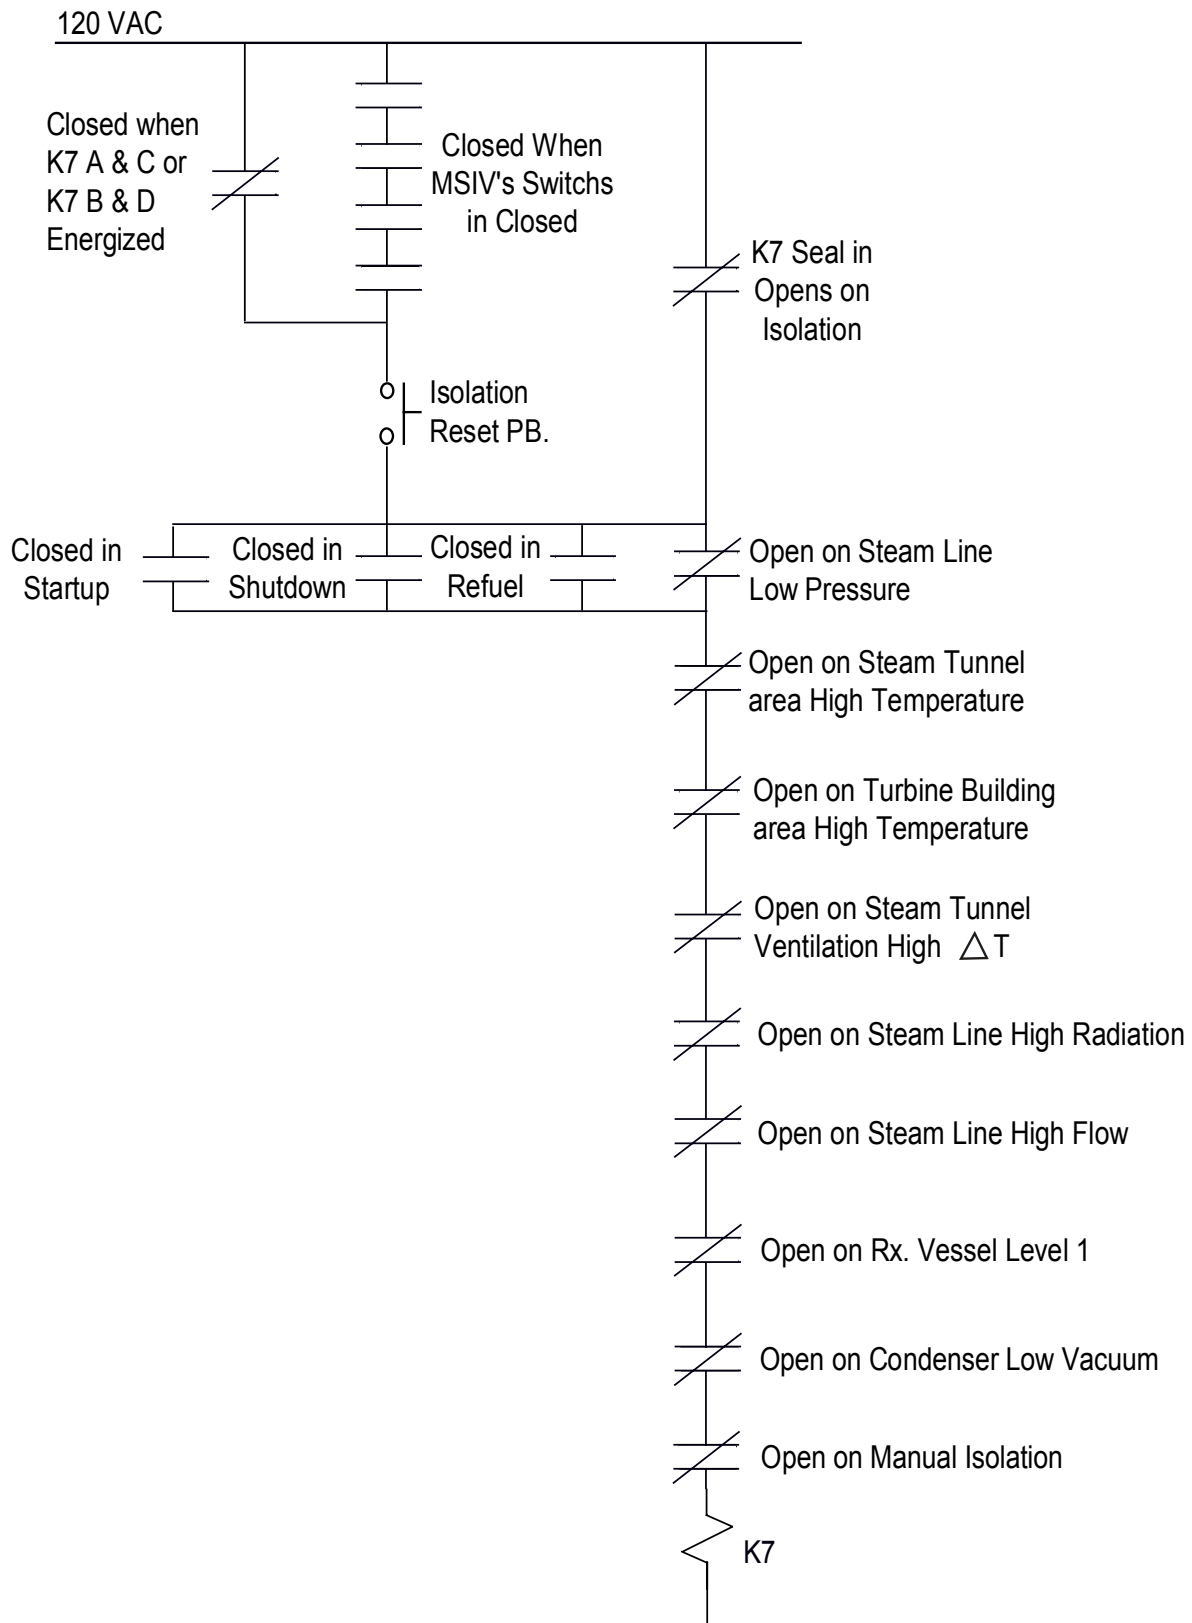 120 VAC
Closed when
K7 A & C or
K7 B & D
Energized
Closed When
MSIV's Switchs
in Closed
K7 Seal in
Opens on
Isolation
Isolation
Reset PB.
Closed in
Startup
Closed in
Shutdown
Closed in
Refuel
Open on Steam Line
Low Pressure
Open on Steam Tunnel
area High Temperature
Open on Turbine Building
area High Temperature
Open on Steam Tunnel
Ventilation High △T
Open on Steam Line High Radiation
Open on Steam Line High Flow
Open on Rx. Vessel Level 1
Open on Condenser Low Vacuum
Open on Manual Isolation
K7